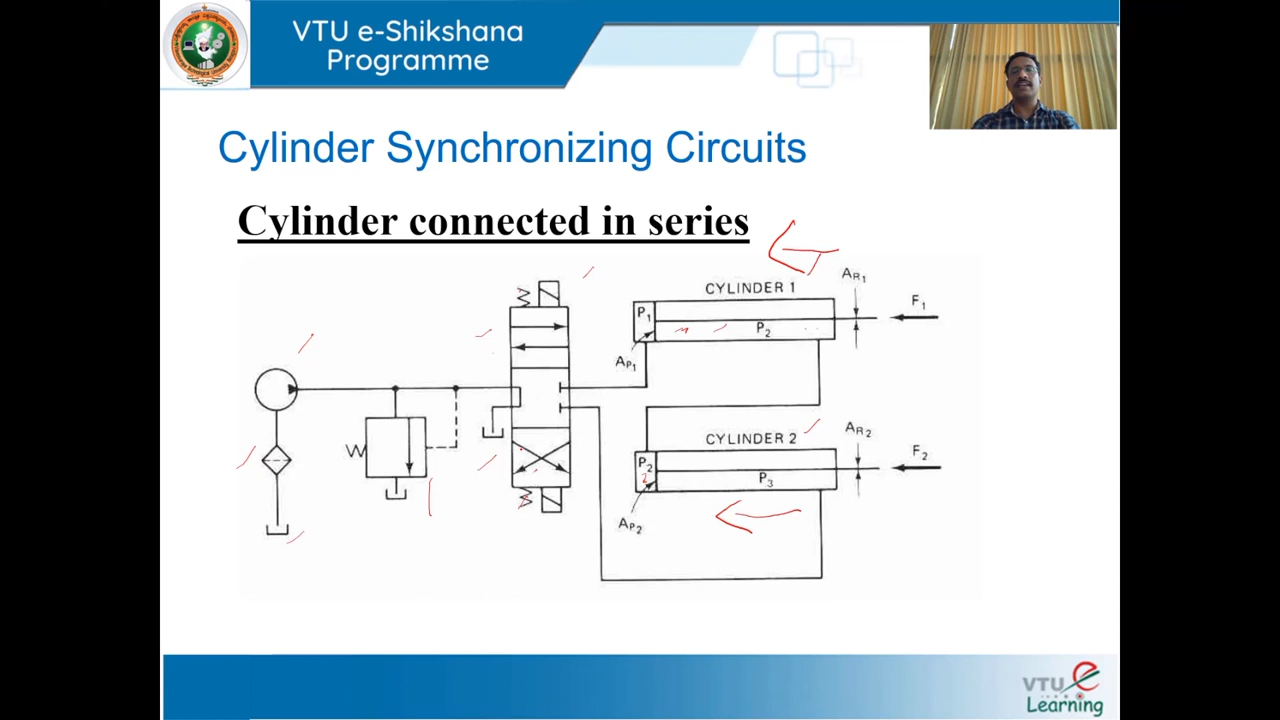 VTU e-Shikshana
Programme
Cylinder Synchronizing Circuits
Cylinder connected in series
CYLINDER 1
AR1
P1
P2
F1
AP1
CYLINDER 2
AR2
P2
P3
F2
AP2
VTU e
Learning